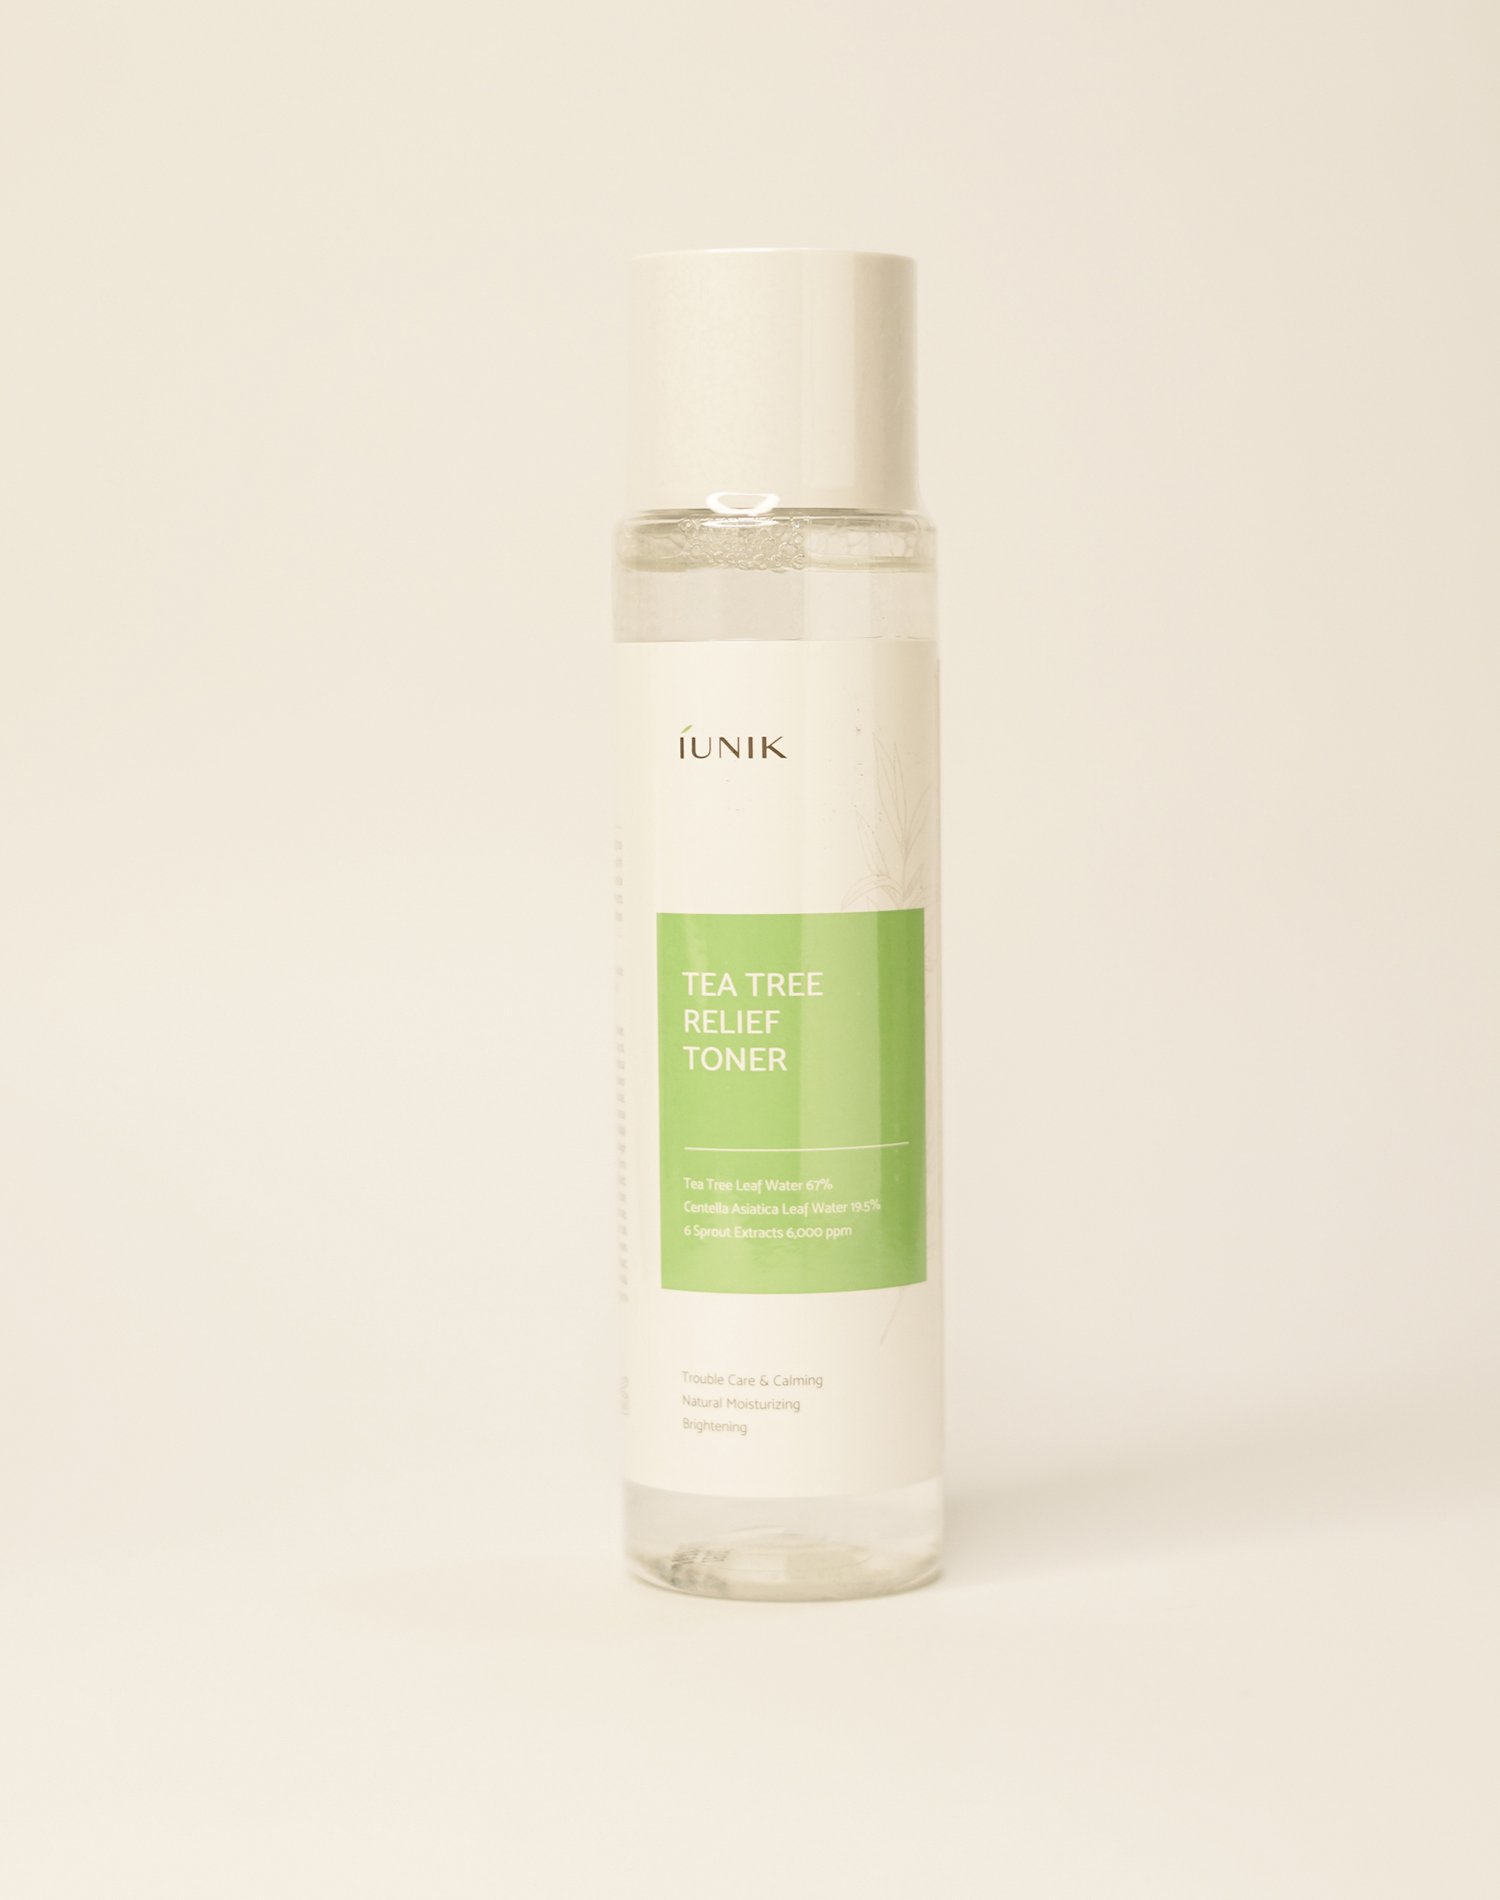 íUNIK
TEA TREE
RELIEF
TONER
Tea Tree Leaf Water 67%
Centella Asiatica Leaf Water 19.5%
6 Sprout Extracts 6,000 ppm
Trouble Care & Calming
Natural Moisturizing
Brightening